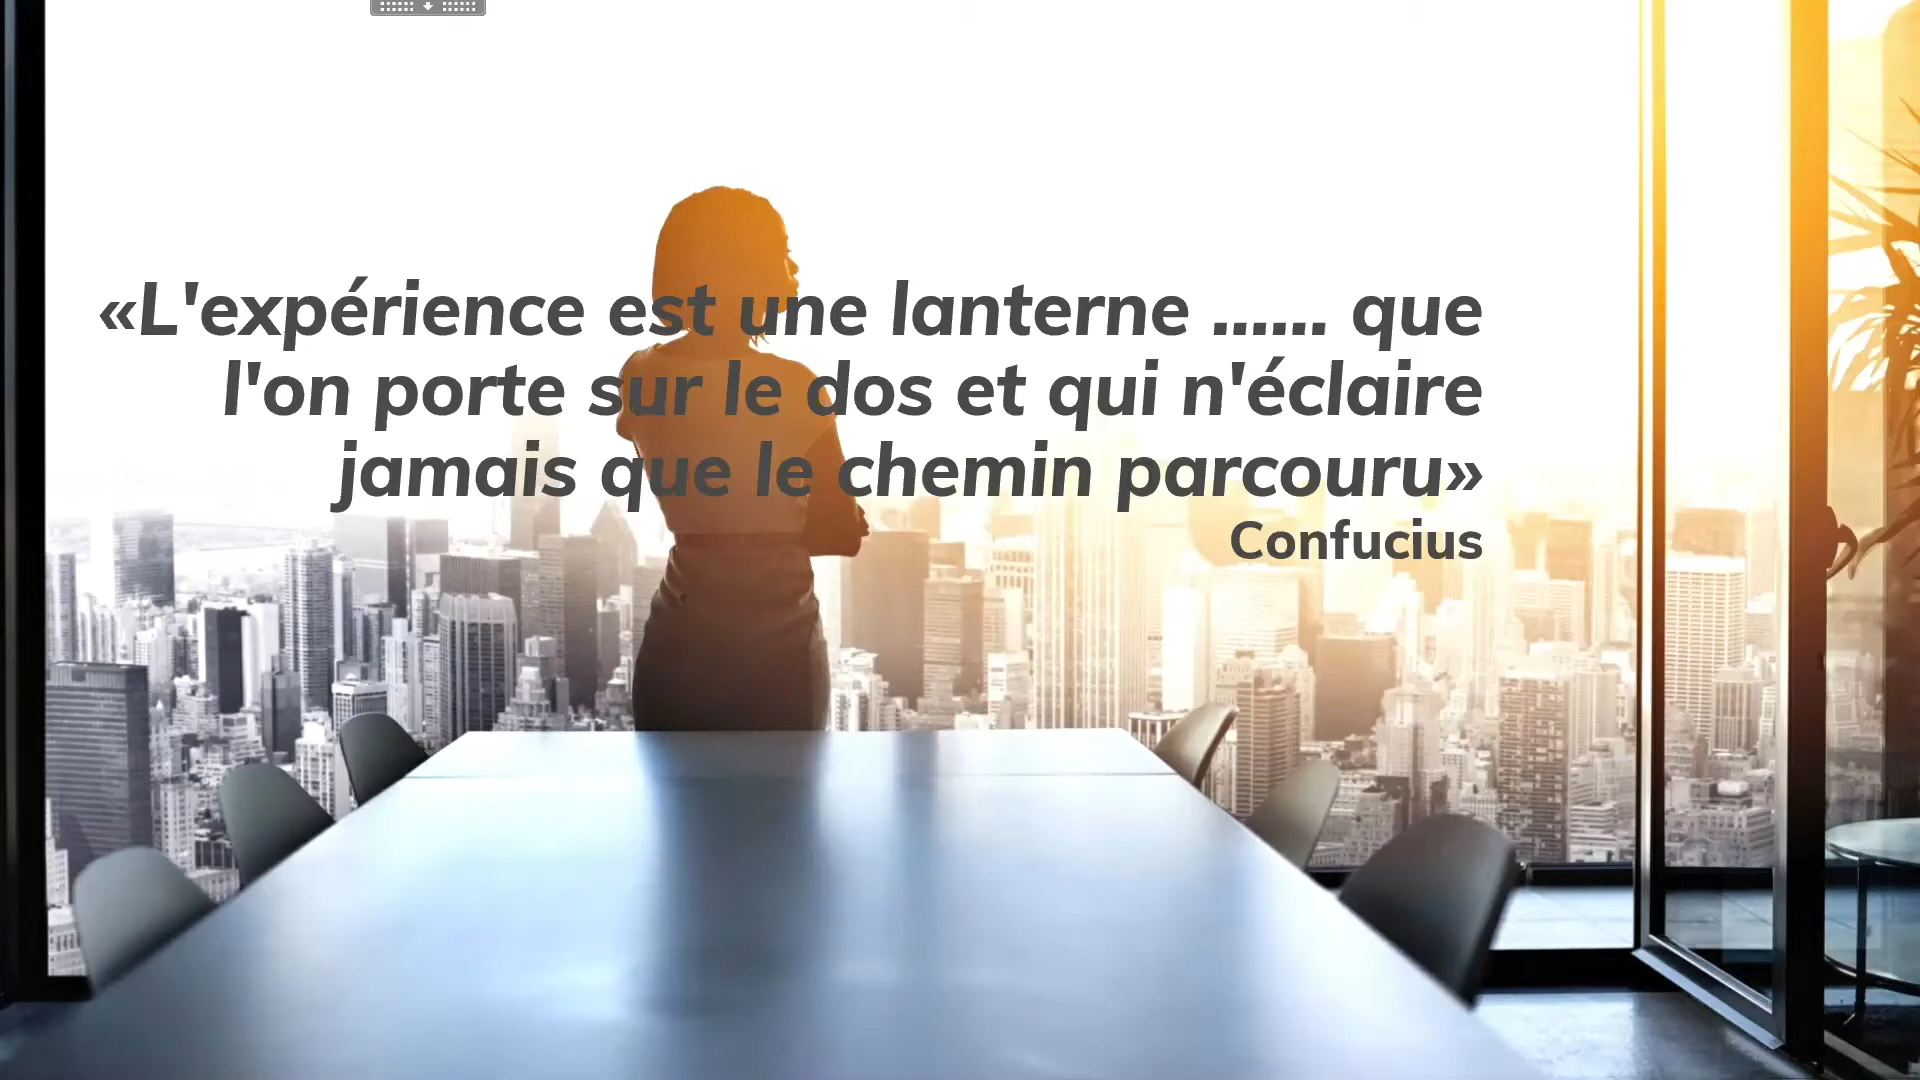 «L'expérience est une lanterne ...... que
l'on porte sur le dos et qui n'éclaire
jamais que le chemin parcouru»
Confucius